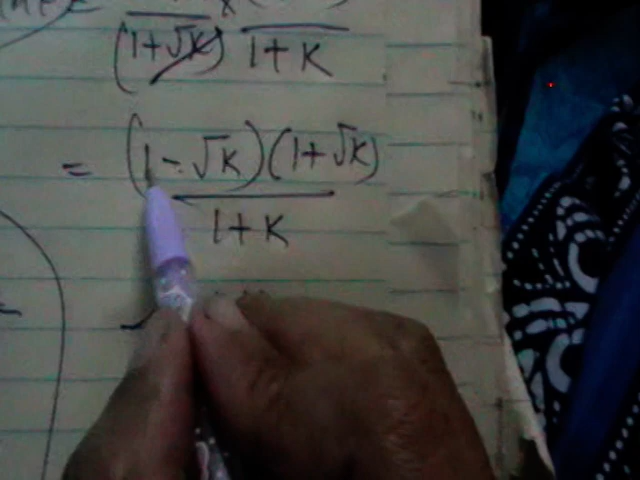 (1+√K) 1+K
= (1-√K)(1+√K)
1+K